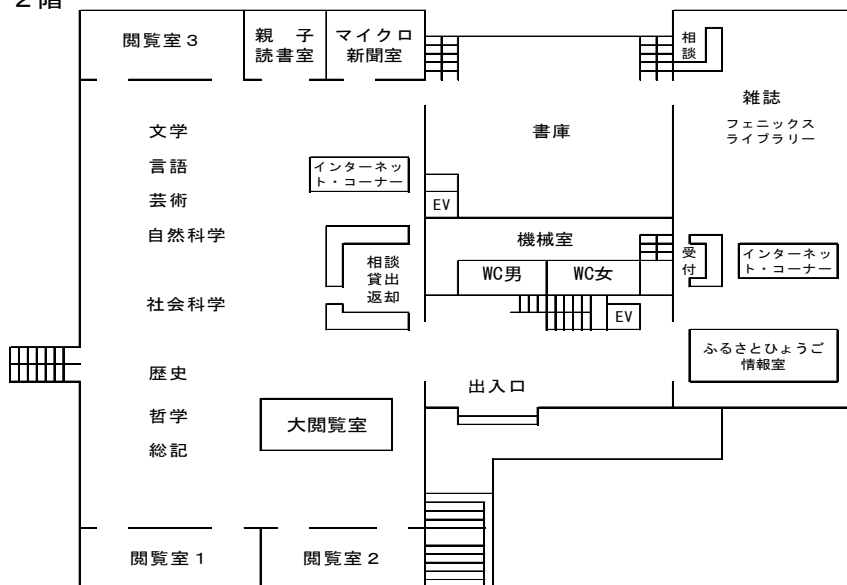 ２階
閲覧室３
親　子
読書室
マイクロ
新聞室
相
談
雑誌
フェニックス
ライブラリー
文学
書庫
言語
インターネッ
ト・コーナー
芸術
EV
自然科学
機械室
相談
貸出
返却
WC男
WC女
受
付
インターネッ
ト・コーナー
社会科学
EV
ふるさとひょうご
情報室
歴史
出入口
哲学
大閲覧室
総記
閲覧室１
閲覧室２